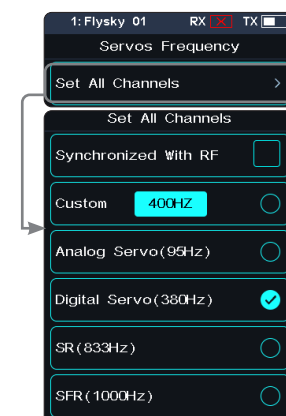 1: Flysky 01 RX TX
Servos Frequency
Set All Channels >
Set All Channels
Synchronized With RF
Custom 400HZ
Analog Servo(95Hz)
Digital Servo(380Hz)
SR(833Hz)
SFR(1000Hz)